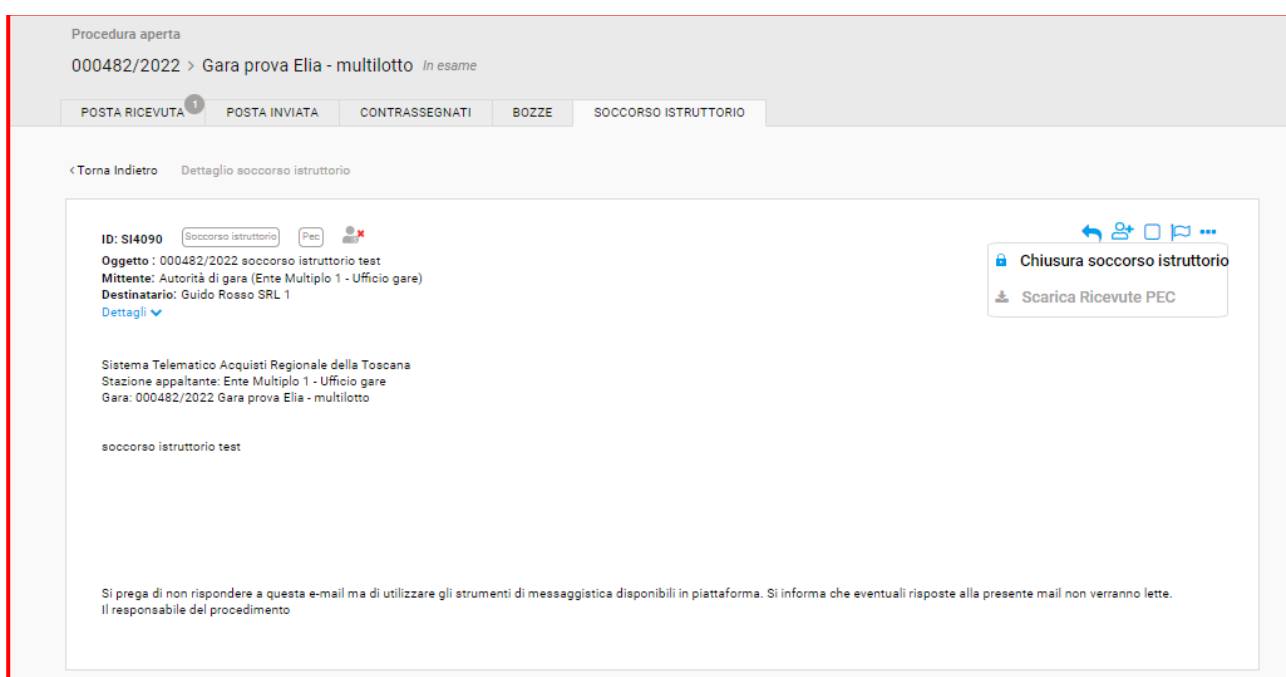 Procedura aperta
000482/2022 > Gara prova Elia - multilotto In esame
POSTA RICEVUTA 1 POSTA INVIATA CONTRASSEGNATI BOZZE SOCCORSO ISTRUTTORIO
< Torna Indietro Dettaglio soccorso istruttorio
ID: SI4090 Soccorso istruttorio Pec
Oggetto : 000482/2022 soccorso istruttorio test
Mittente: Autorità di gara (Ente Multiplo 1 - Ufficio gare)
Destinatario: Guido Rosso SRL 1
Dettagli
Chiusura soccorso istruttorio
Scarica Ricevute PEC
Sistema Telematico Acquisti Regionale della Toscana
Stazione appaltante: Ente Multiplo 1 - Ufficio gare
Gara: 000482/2022 Gara prova Elia - multilotto
soccorso istruttorio test
Si prega di non rispondere a questa e-mail ma di utilizzare gli strumenti di messaggistica disponibili in piattaforma. Si informa che eventuali risposte alla presente mail non verranno lette.
Il responsabile del procedimento